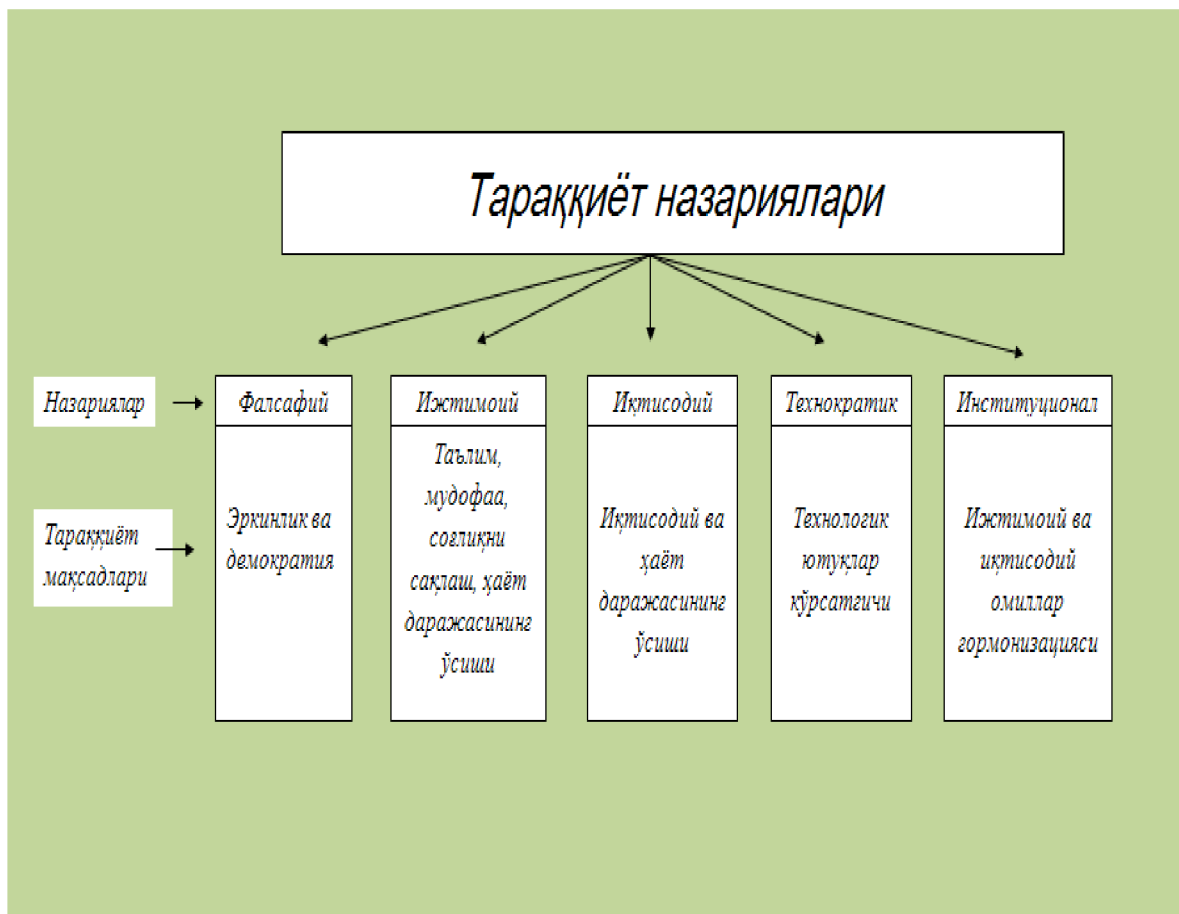 Тараққиёт назариялари
Назариялар
Фалсафий
Ижтимоий
Иқтисодий
Технократик
Институционал
Тараққиёт
мақсадлари
Эркинлик ва
демократия
Таълим,
мудофаа,
соғлиқни
сақлаш, ҳаёт
даражасининг
ўсиши
Иқтисодий ва
ҳаёт
даражасининг
ўсиши
Технологик
ютуқлар
кўрсатгичи
Ижтимоий ва
иқтисодий
омиллар
гормонизацияси